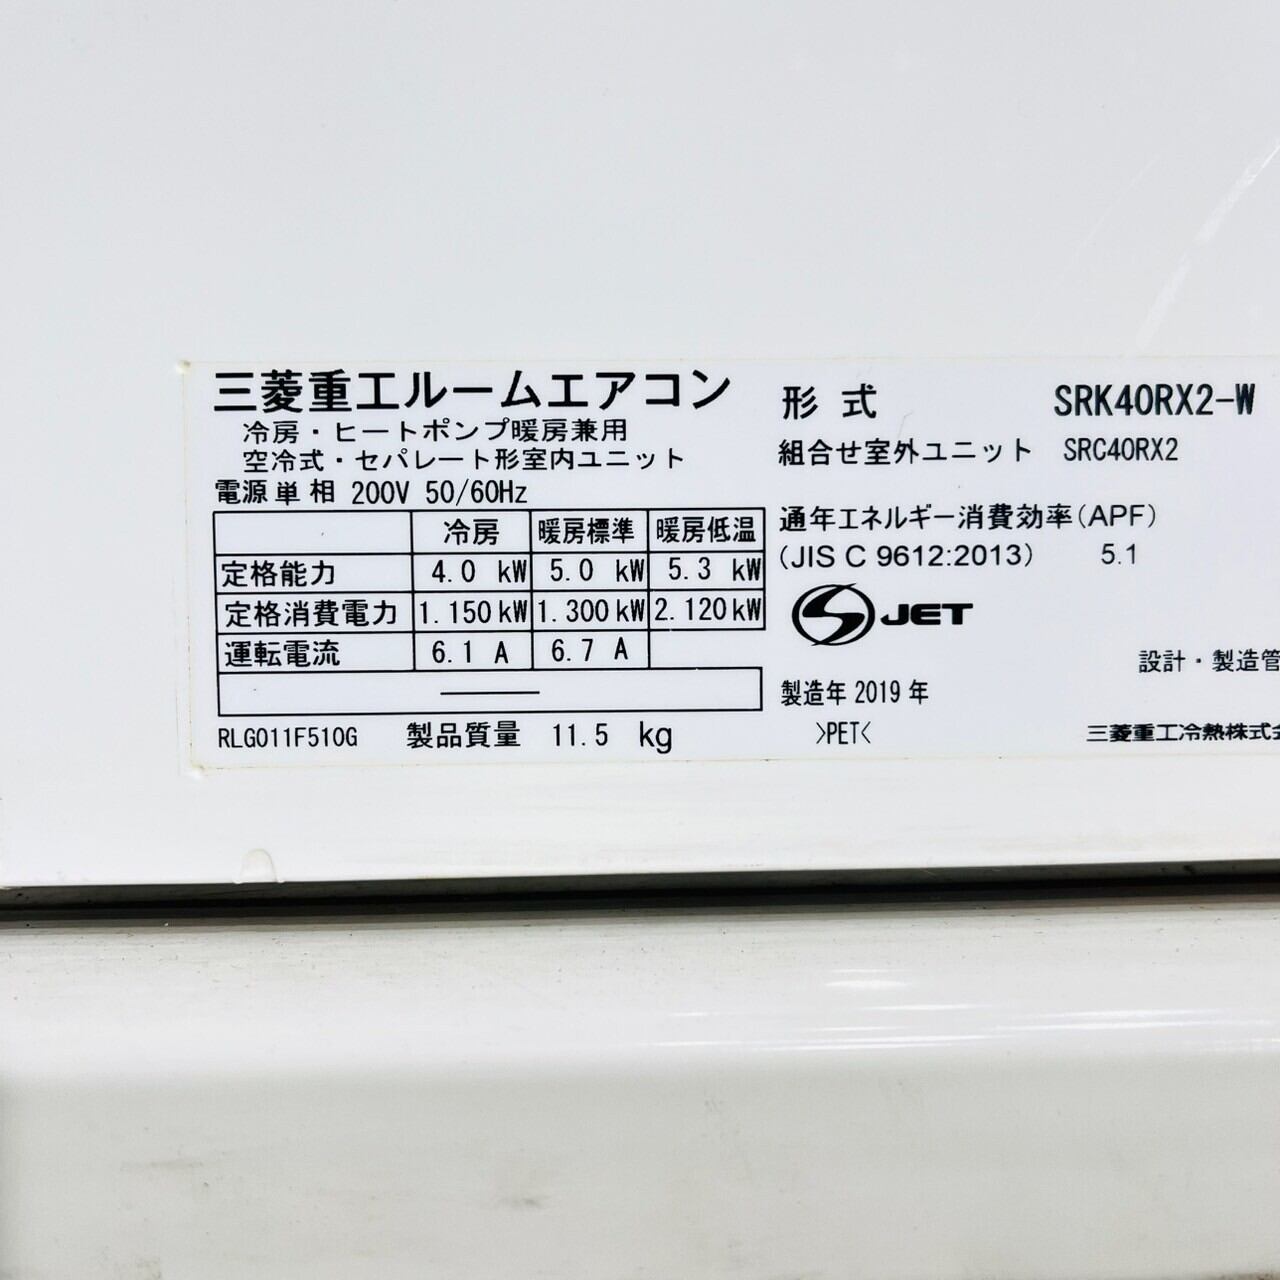 三菱重工ルームエアコン
冷房・ヒートポンプ暖房兼用
空冷式・セパレート形室内ユニット
電源 単相 200V 50/60Hz
冷房 暖房標準 暖房低温
定格能力 4.0 kW 5.0 kW 5.3 kW
定格消費電力 1.150kW 1.300kW 2.120kW
運転電流 6.1 A 6.7 A
RLG011F510G 製品質量 11.5 kg
形式 SRK40RX2-W
組合せ室外ユニット SRC40RX2
通年エネルギー消費効率(APF)
(JIS C 9612:2013) 5.1
JET
設計・製造管
製造年 2019 年
>PET<
三菱重工冷熱株式会